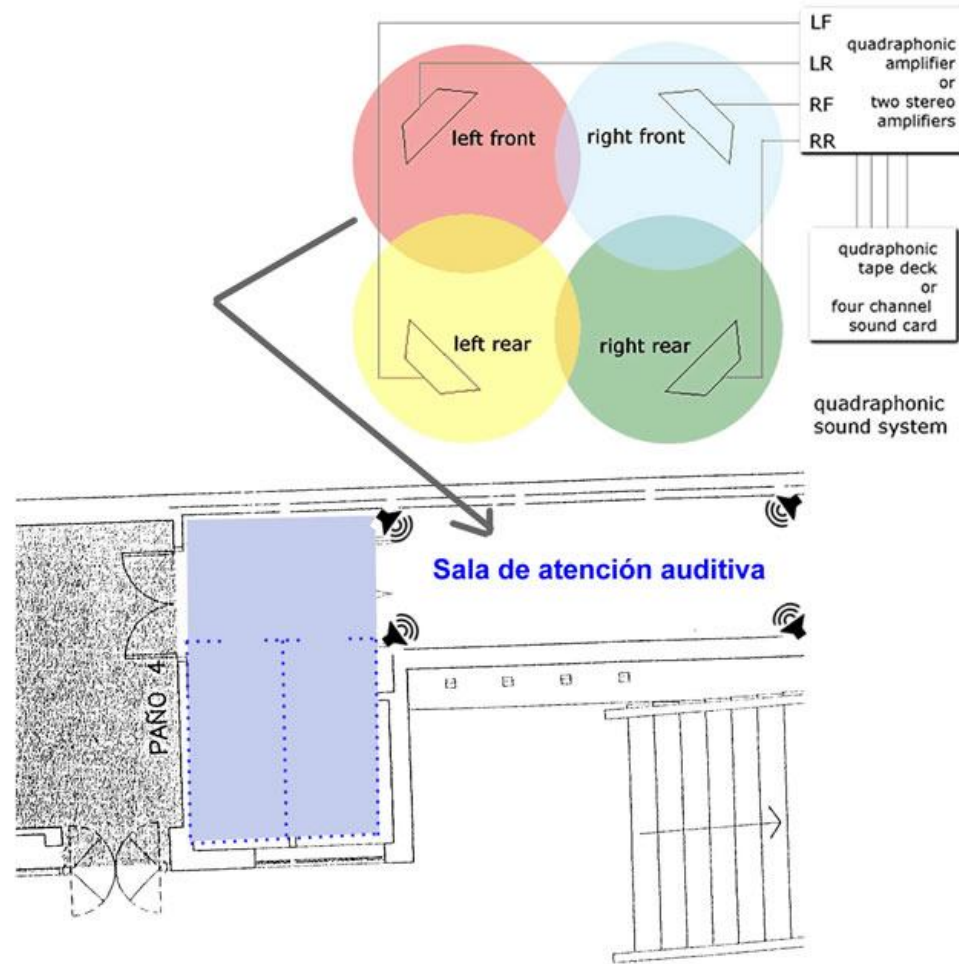 LF
LR
RF
RR
quadraphonic
amplifier
or
two stereo
amplifiers
left front
right front
left rear
right rear
qudraphonic
tape deck
or
four channel
sound card
quadraphonic
sound system
Sala de atención auditiva
PAÑO 4